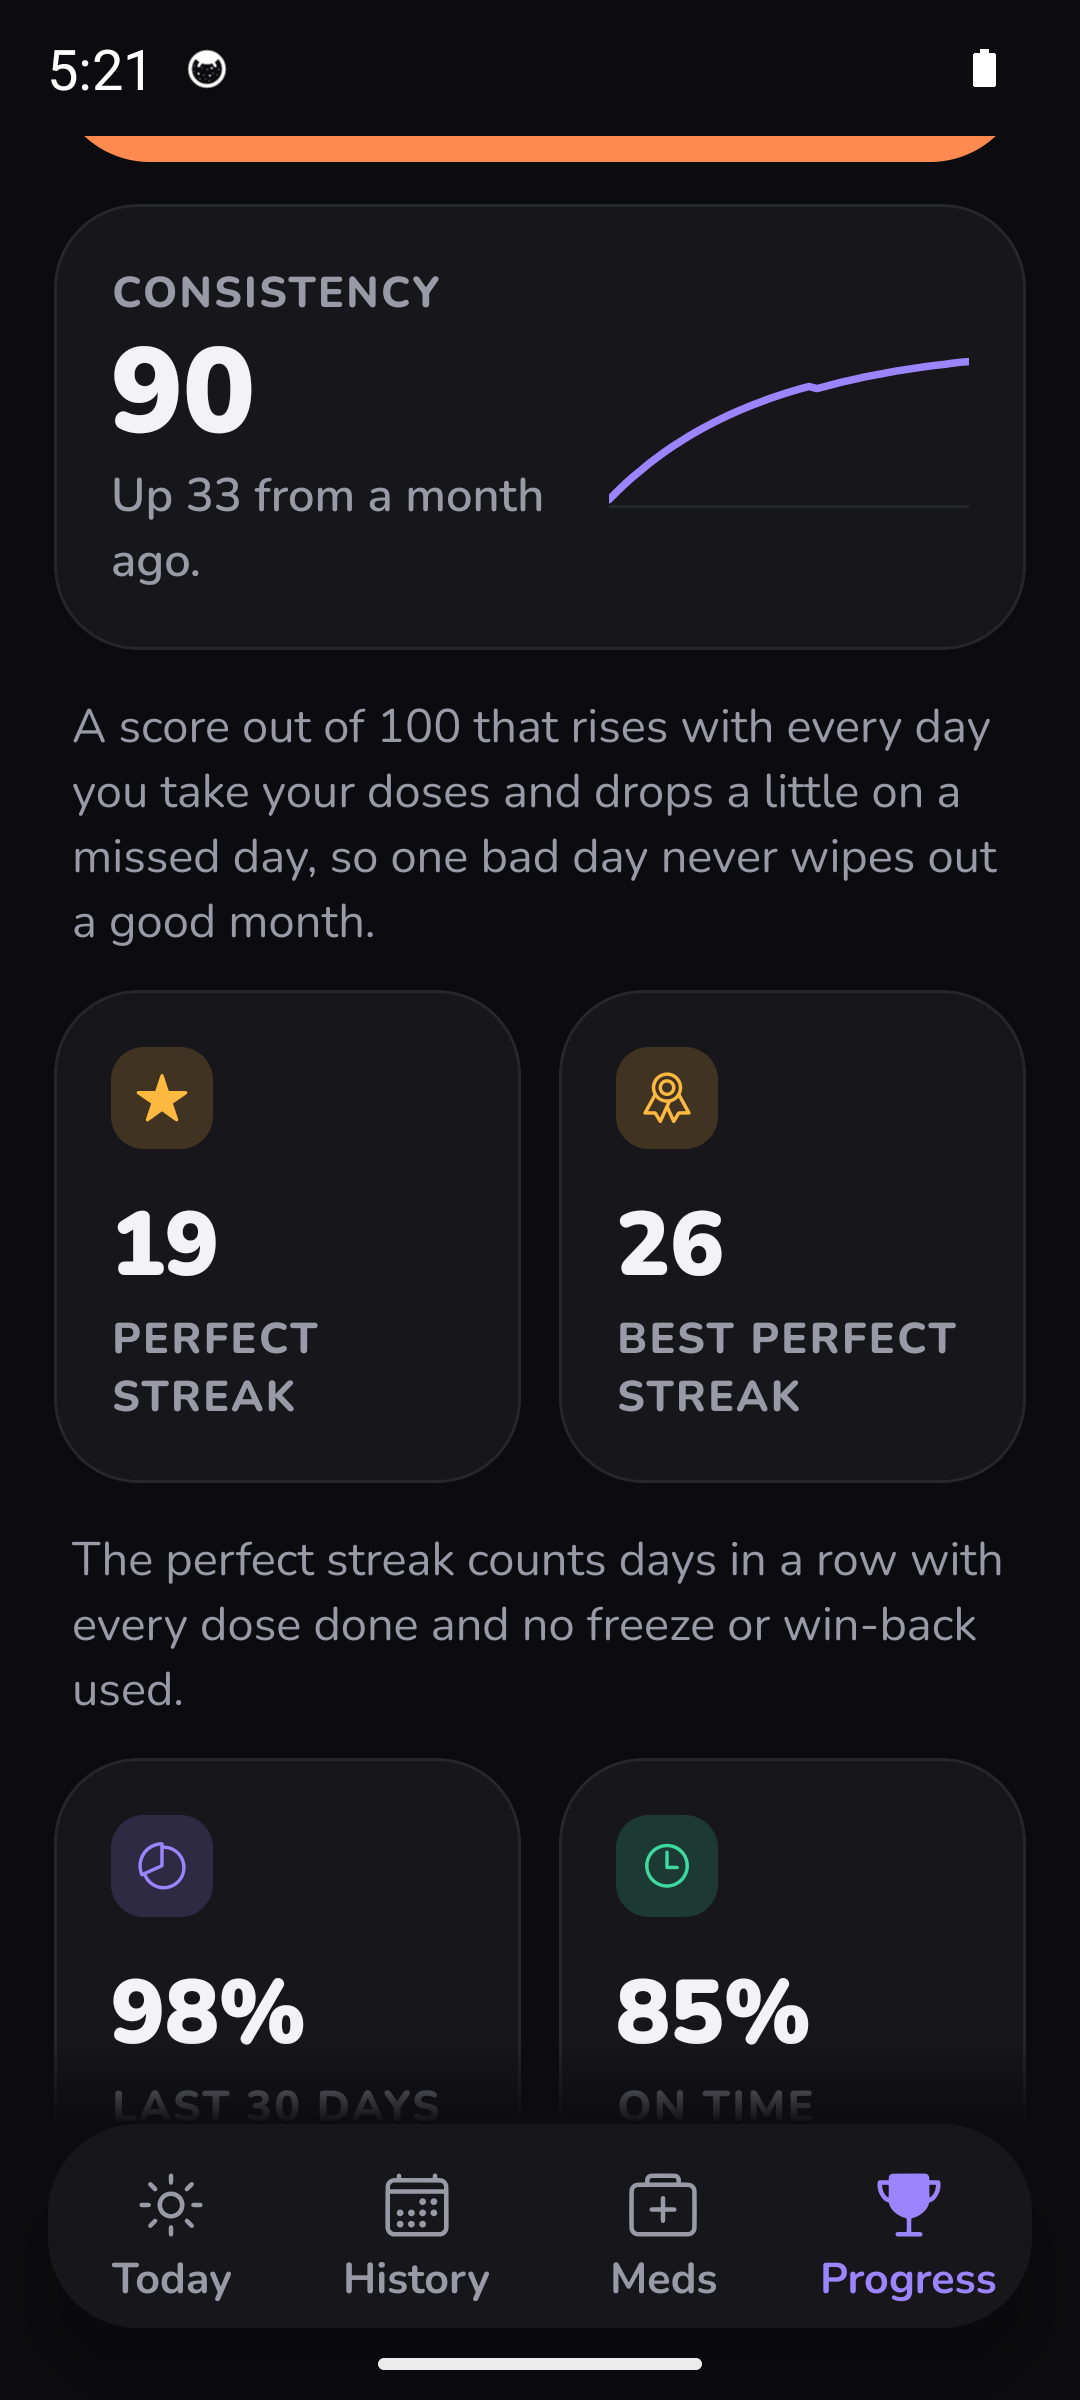 5:21
CONSISTENCY
90
Up 33 from a month
ago.
A score out of 100 that rises with every day
you take your doses and drops a little on a
missed day, so one bad day never wipes out
a good month.
19
PERFECT
STREAK
26
BEST PERFECT
STREAK
The perfect streak counts days in a row with
every dose done and no freeze or win-back
used.
98%
LAST 30 DAYS
85%
ON TIME
Today
History
Meds
Progress